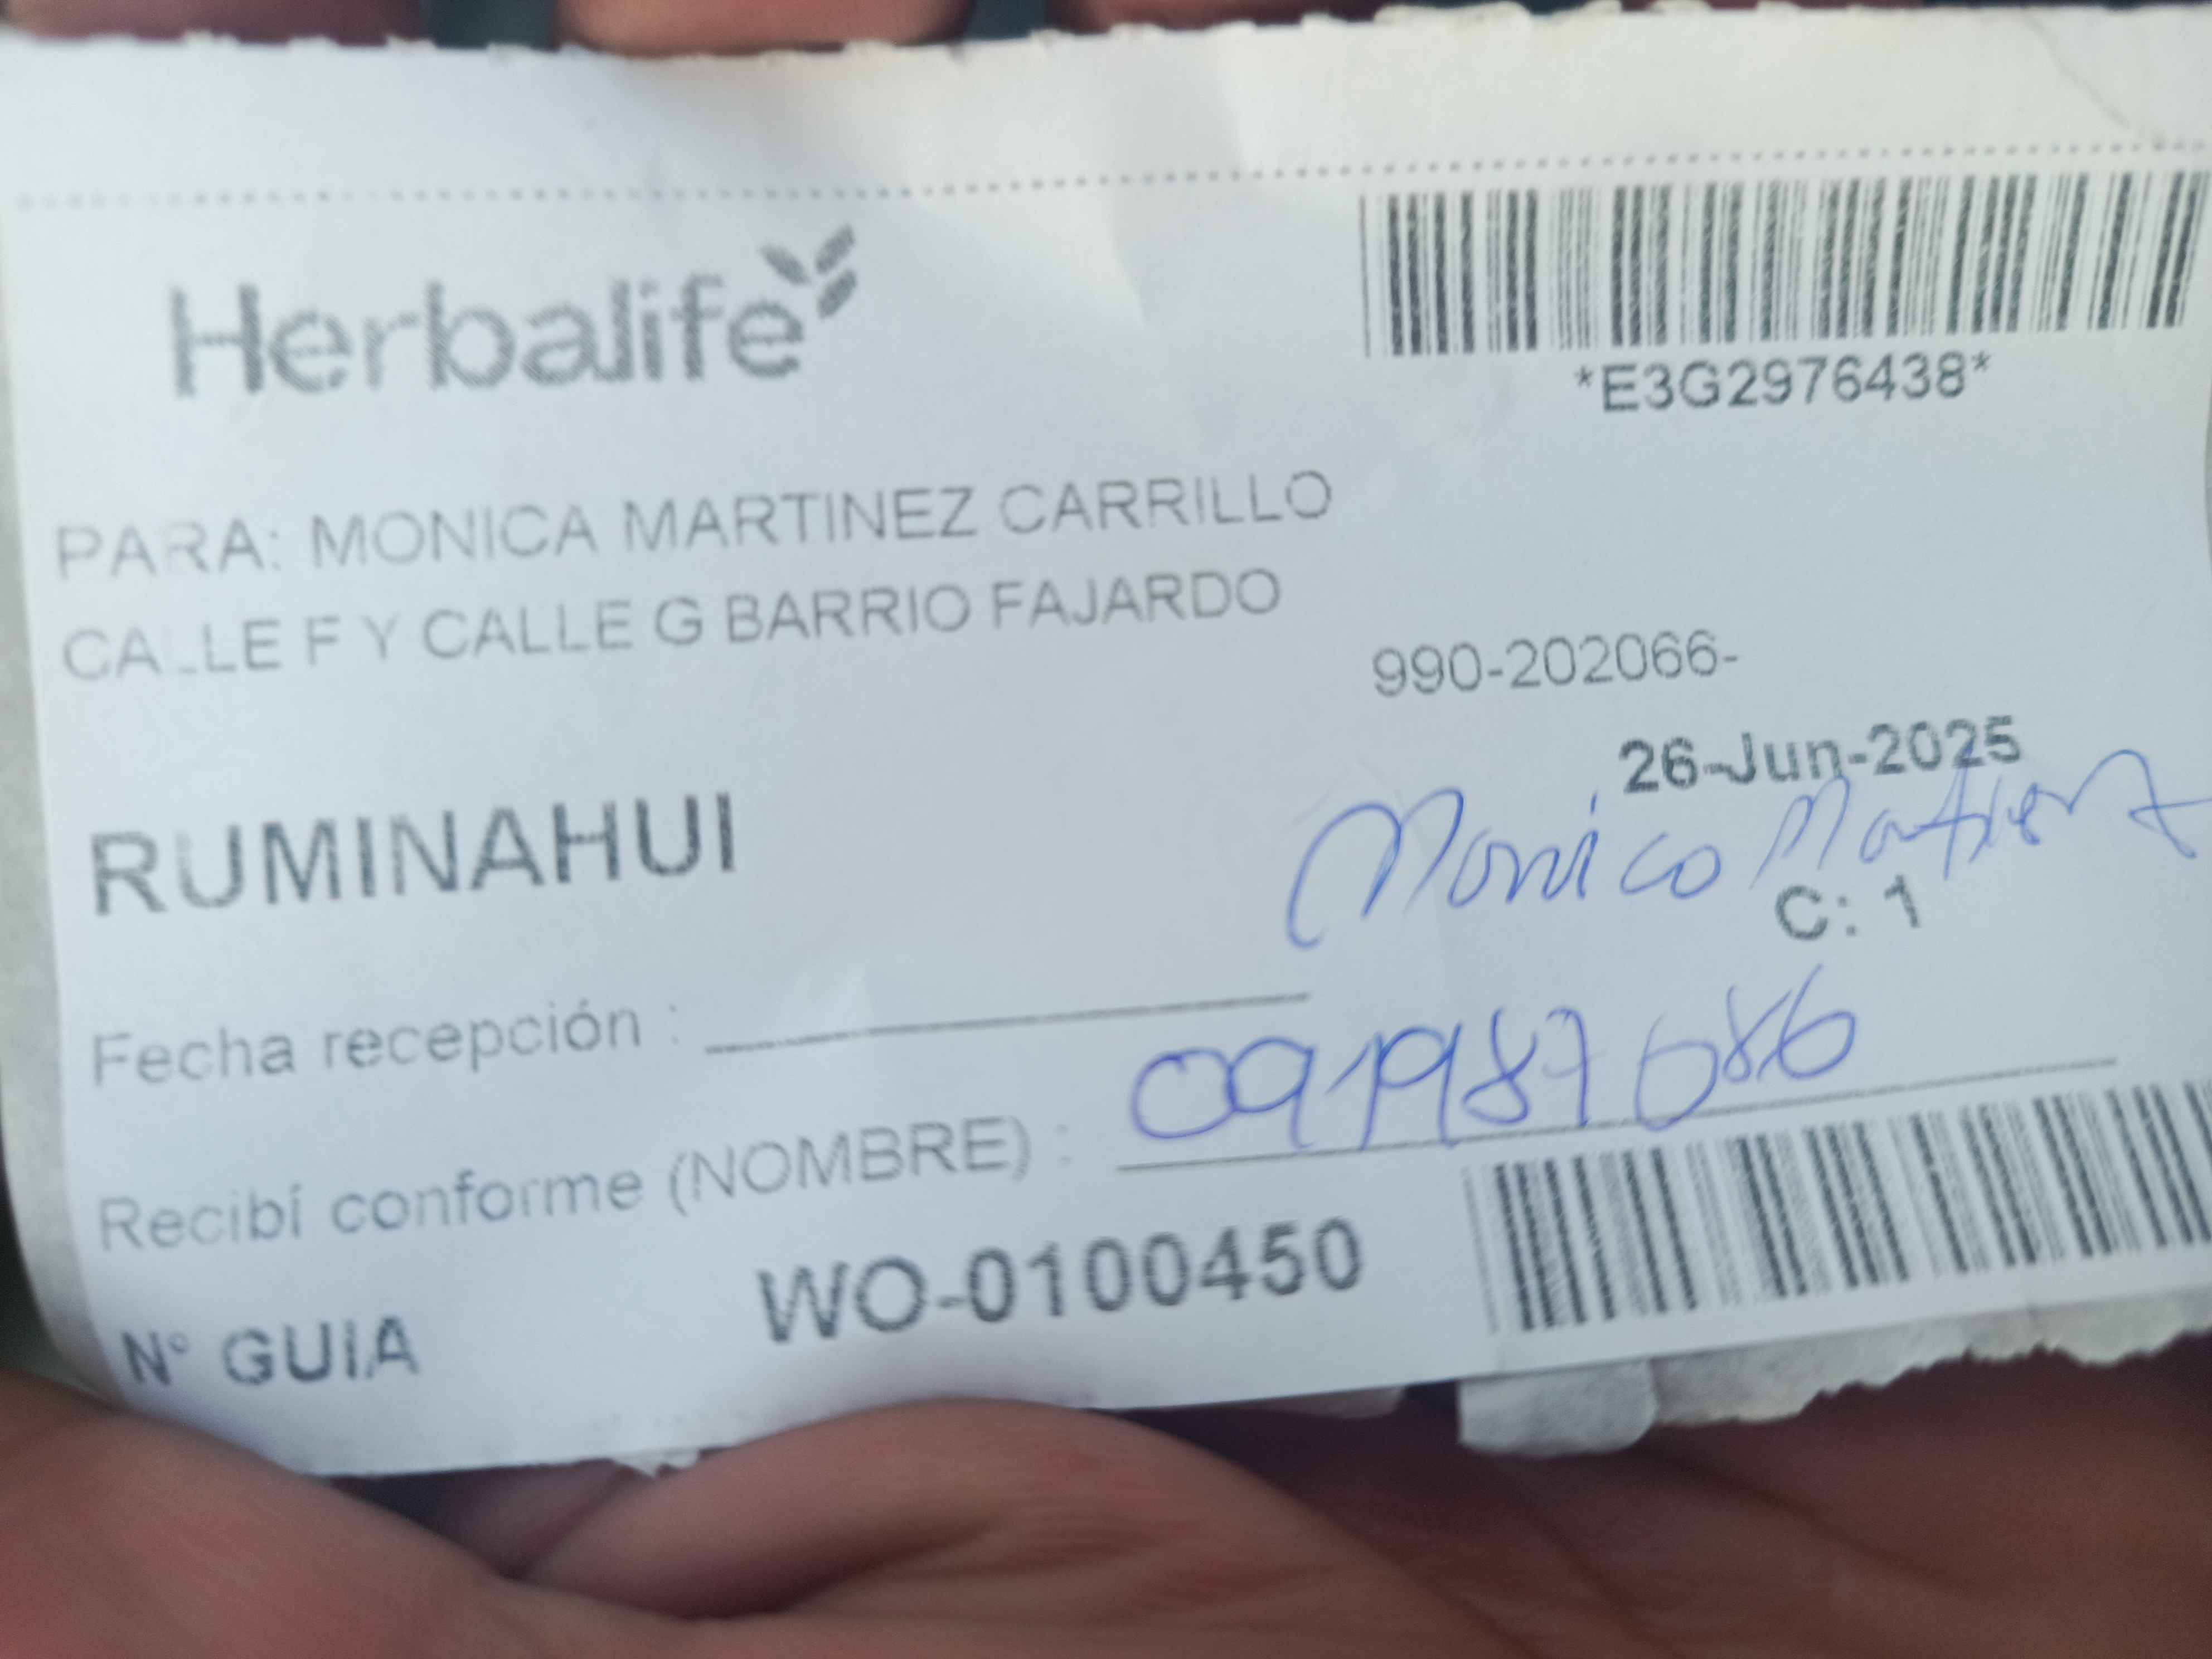 Herbalife
*E3G2976438*
PARA: MONICA MARTINEZ CARRILLO
CALLE F Y CALLE G BARRIO FAJARDO
990-202066-
26-Jun-2025
RUMINAHUI
Monica Martinez
C: 1
Fecha recepción :
Recibí conforme (NOMBRE) : 091987686
N° GUIA WO-0100450